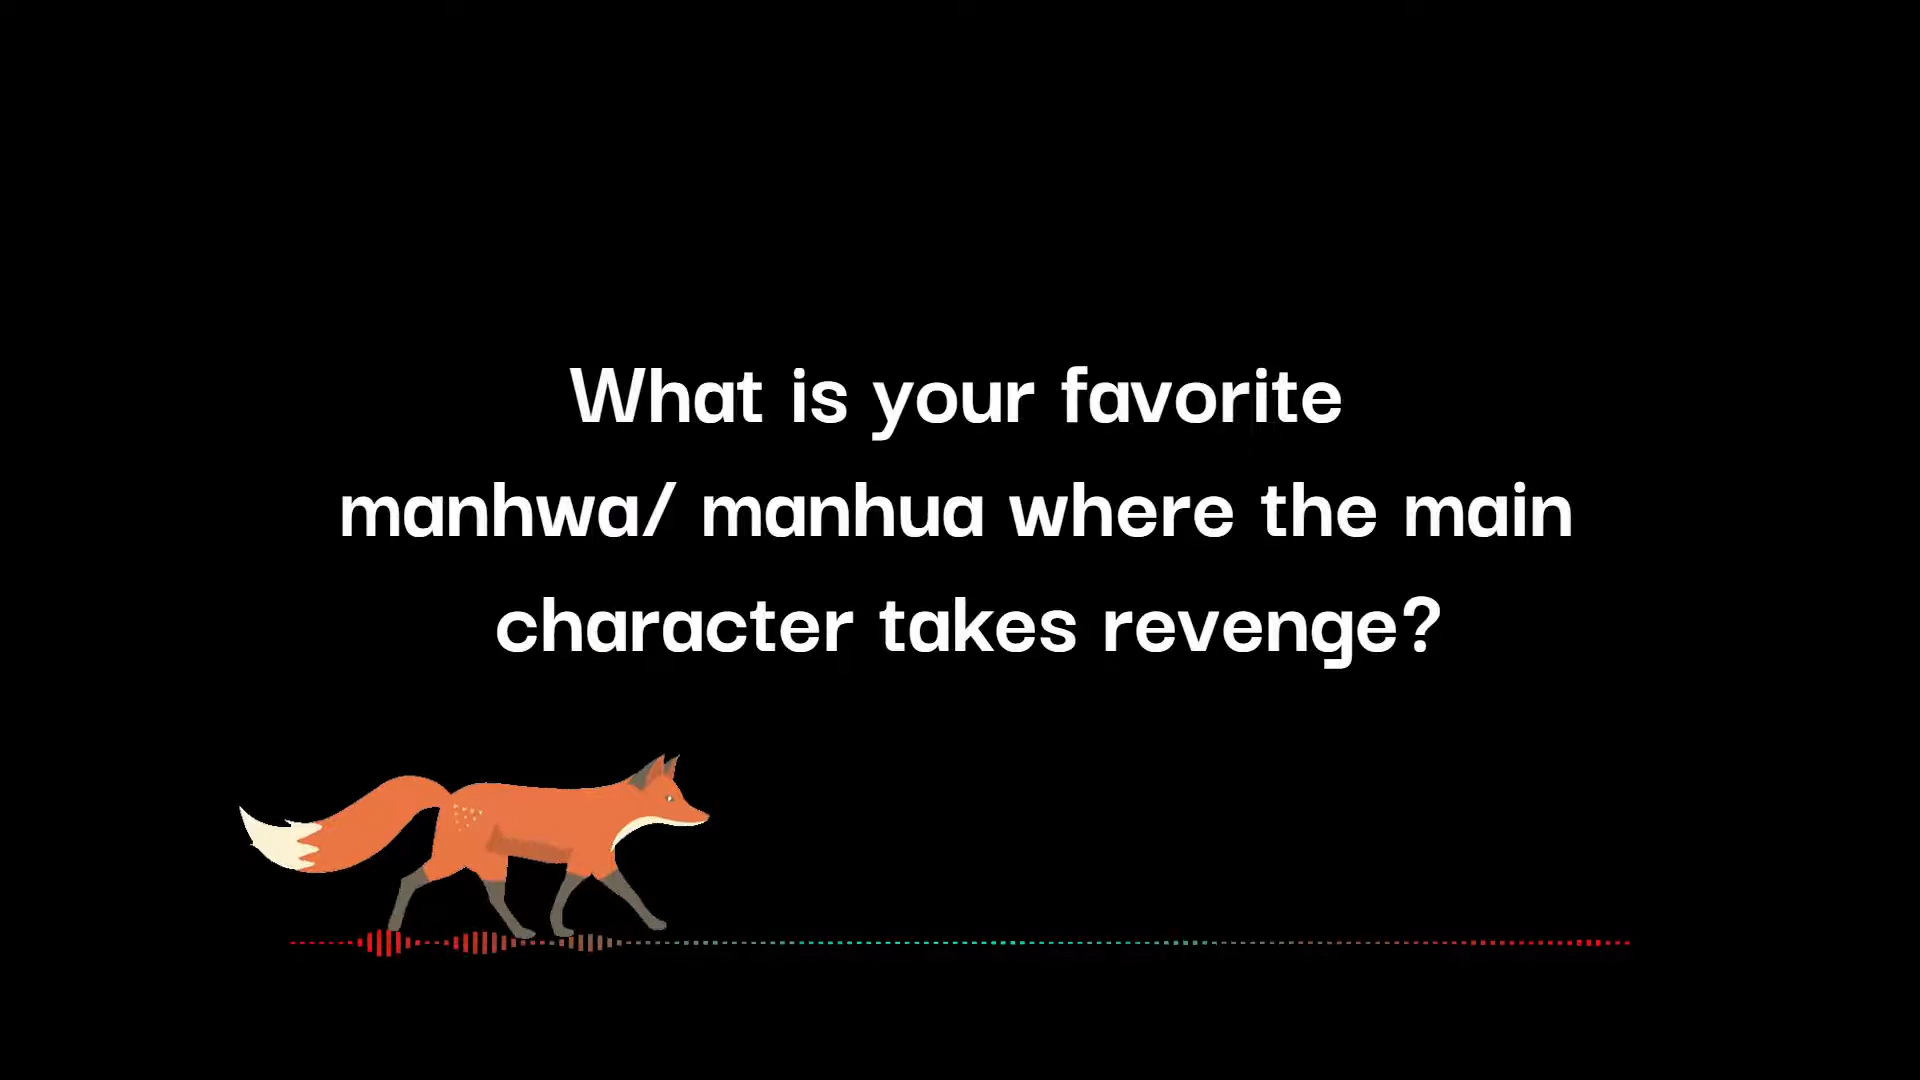 What is your favorite
manhwa/ manhua where the main
character takes revenge?